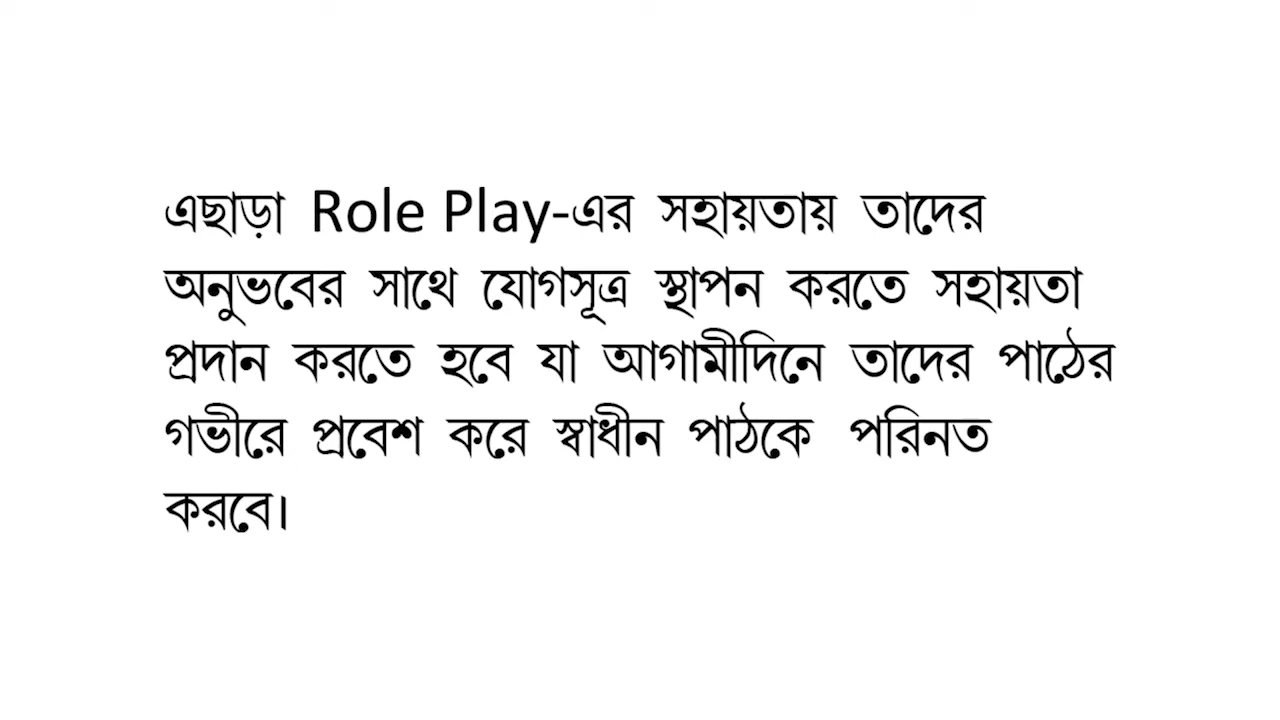 এছাড়া Role Play-এর সহায়তায় তাদের
অনুভবের সাথে যোগসূত্র স্থাপন করতে সহায়তা
প্রদান করতে হবে যা আগামীদিনে তাদের পাঠের
গভীরে প্রবেশ করে স্বাধীন পাঠকে পরিনত
করবে।